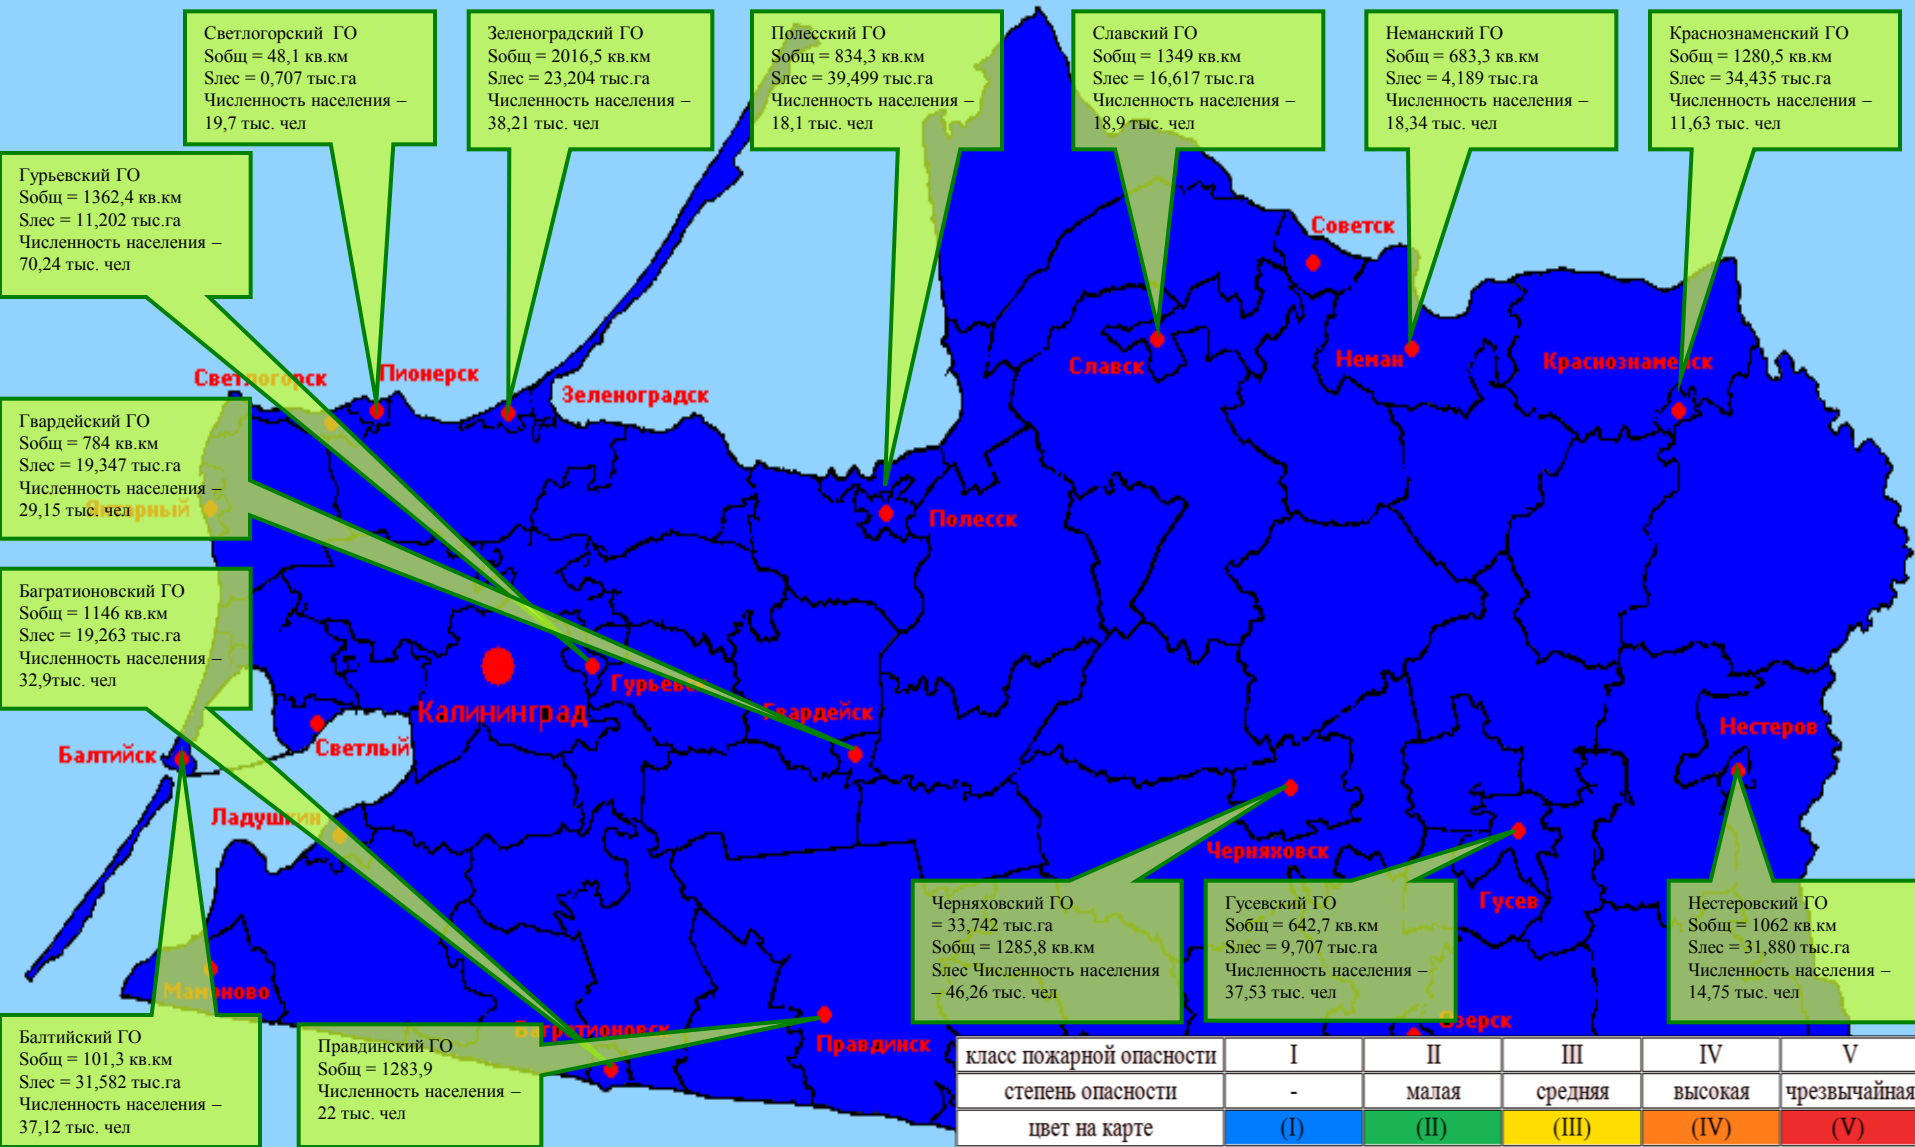 Светлогорский ГО
Sобщ = 48,1 кв.км
Sлес = 0,707 тыс.га
Численность населения –
19,7 тыс. чел
Зеленоградский ГО
Sобщ = 2016,5 кв.км
Sлес = 23,204 тыс.га
Численность населения –
38,21 тыс. чел
Полесский ГО
Sобщ = 834,3 кв.км
Sлес = 39,499 тыс.га
Численность населения –
18,1 тыс. чел
Славский ГО
Sобщ = 1349 кв.км
Sлес = 16,617 тыс.га
Численность населения –
18,9 тыс. чел
Неманский ГО
Sобщ = 683,3 кв.км
Sлес = 4,189 тыс.га
Численность населения –
18,34 тыс. чел
Краснознаменский ГО
Sобщ = 1280,5 кв.км
Sлес = 34,435 тыс.га
Численность населения –
11,63 тыс. чел
Гурьевский ГО
Sобщ = 1362,4 кв.км
Sлес = 11,202 тыс.га
Численность населения –
70,24 тыс. чел
Советск
Славск
Неман
Краснознаменск
Светлогорск
Пионерск
Зеленоградск
Гвардейский ГО
Sобщ = 784 кв.км
Sлес = 19,347 тыс.га
Численность населения –
29,15 тыс. чел
Янтарный
Полесск
Багратионовский ГО
Sобщ = 1146 кв.км
Sлес = 19,263 тыс.га
Численность населения –
32,9тыс. чел
Гурьевск
Калининград
Гвардейск
Нестеров
Балтийск
Светлый
Ладушкин
Черняховск
Гусев
Черняховский ГО
= 33,742 тыс.га
Sобщ = 1285,8 кв.км
Sлес Численность населения
– 46,26 тыс. чел
Гусевский ГО
Sобщ = 642,7 кв.км
Sлес = 9,707 тыс.га
Численность населения –
37,53 тыс. чел
Нестеровский ГО
Sобщ = 1062 кв.км
Sлес = 31,880 тыс.га
Численность населения –
14,75 тыс. чел
Мамоново
Багратионовск
Правдинск
Озерск
Балтийский ГО
Sобщ = 101,3 кв.км
Sлес = 31,582 тыс.га
Численность населения –
37,12 тыс. чел
Правдинский ГО
Sобщ = 1283,9
Численность населения –
22 тыс. чел
класс пожарной опасности I II III IV V
степень опасности - малая средняя высокая чрезвычайная
цвет на карте (I) (II) (III) (IV) (V)